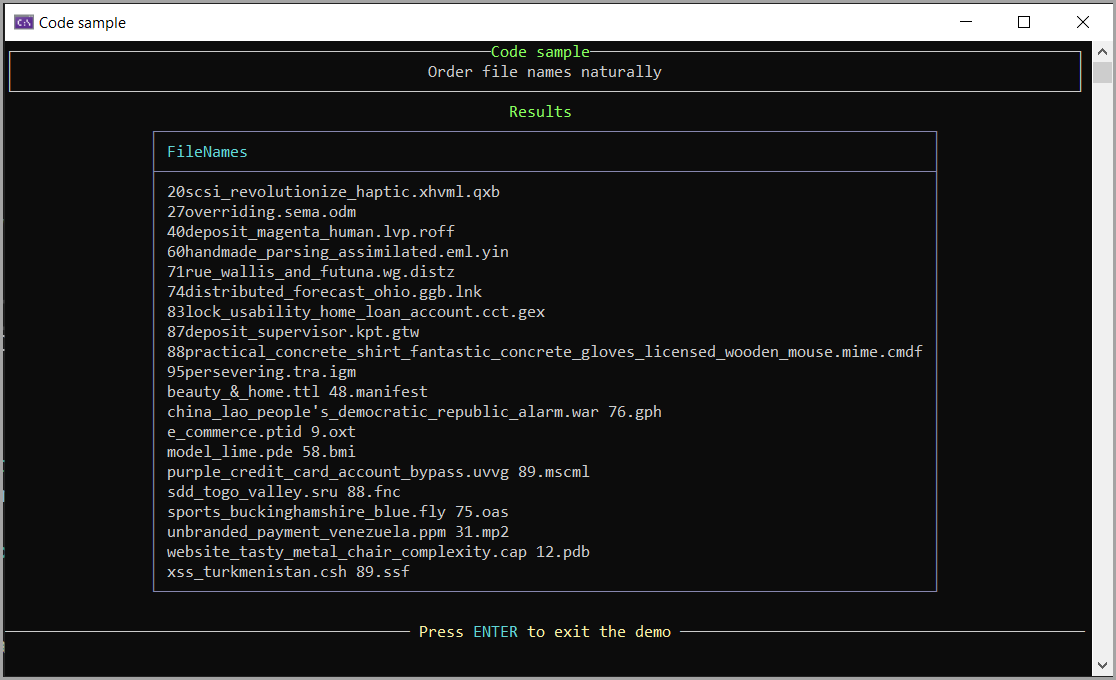 Code sample
Code sample
Order file names naturally
Results
FileNames
20scsi_revolutionize_haptic.xhvml.qxb
27overriding.sema.odm
40deposit_magenta_human.lvp.roff
60handmade_parsing_assimilated.eml.yin
71rue_wallis_and_futuna.wg.distz
74distributed_forecast_ohio.ggb.lnk
83lock_usability_home_loan_account.cct.gex
87deposit_supervisor.kpt.gtw
88practical_concrete_shirt_fantastic_concrete_gloves_licensed_wooden_mouse.mime.cmdf
95persevering.tra.igm
beauty_&_home.ttl 48.manifest
china_lao_people's_democratic_republic_alarm.war 76.gph
e_commerce.ptid 9.oxt
model_lime.pde 58.bmi
purple_credit_card_account_bypass.uvvg 89.mscml
sdd_togo_valley.sru 88.fnc
sports_buckinghamshire_blue.fly 75.oas
unbranded_payment_venezuela.ppm 31.mp2
website_tasty_metal_chair_complexity.cap 12.pdb
xss_turkmenistan.csh 89.ssf
Press ENTER to exit the demo